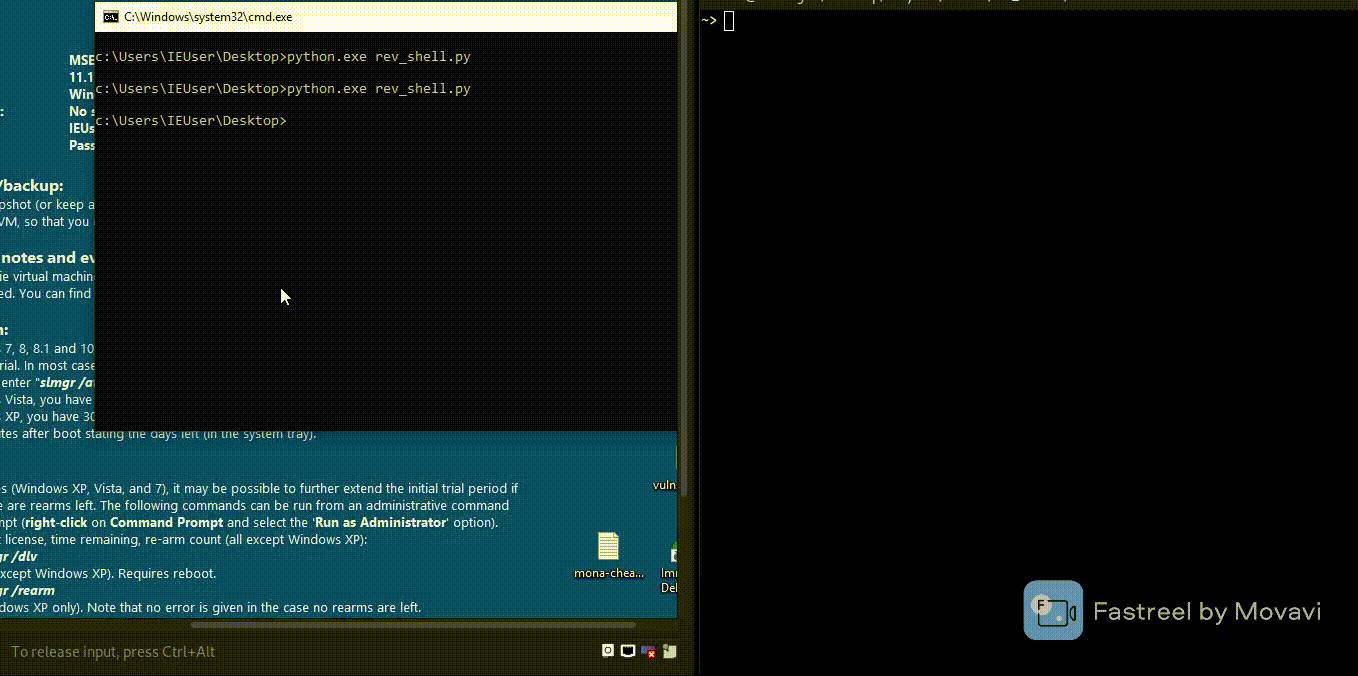 C:\Windows\system32\cmd.exe
c:\Users\IEUser\Desktop>python.exe rev_shell.py
c:\Users\IEUser\Desktop>python.exe rev_shell.py
c:\Users\IEUser\Desktop>
~>
MSE
11.1
Win
: No s
IEUs
Pass
/backup:
pshot (or keep a
VM, so that you
notes and ev
ie virtual machin
ed. You can find
n:
7, 8, 8.1 and 10
rial. In most case
enter "slmgr /a
Vista, you have
XP, you have 30
tes after boot stating the days left (in the system tray).
s (Windows XP, Vista, and 7), it may be possible to further extend the initial trial period if
e are rearms left. The following commands can be run from an administrative command
mpt (right-click on Command Prompt and select the 'Run as Administrator' option).
t license, time remaining, re-arm count (all except Windows XP):
gr /dlv
xcept Windows XP). Requires reboot.
gr /rearm
dows XP only). Note that no error is given in the case no rearms are left.
vuln
mona-chea...
Imm
Del
F
Fastreel by Movavi
To release input, press Ctrl+Alt